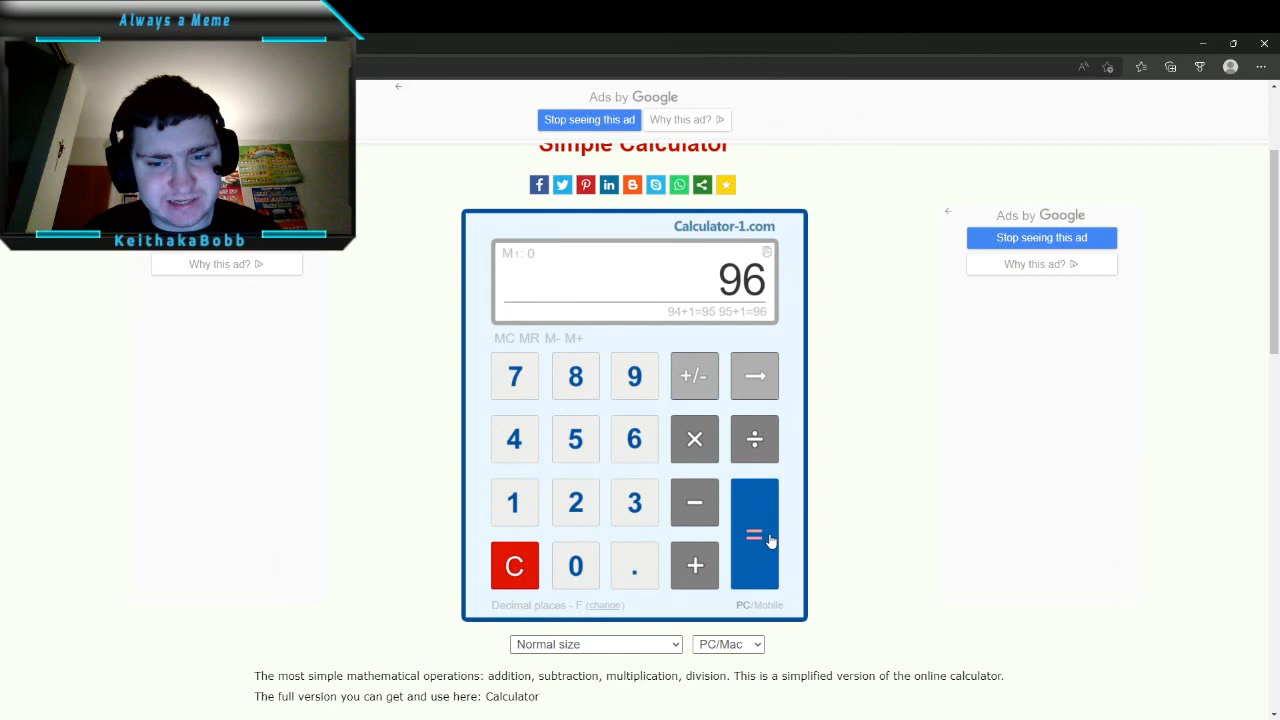 Always a Meme
KeithakaBobb
Ads by Google
Stop seeing this ad
Why this ad?
Simple Calculator
Calculator-1.com
M1: 0
96
94+1=95 95+1=96
MC MR M- M+
7 8 9 +/- →
4 5 6 × ÷
1 2 3 − =
C 0 . +
Decimal places - F (change)
PC/Mobile
Normal size
PC/Mac
Why this ad?
Ads by Google
Stop seeing this ad
Why this ad?
The most simple mathematical operations: addition, subtraction, multiplication, division. This is a simplified version of the online calculator.
The full version you can get and use here: Calculator